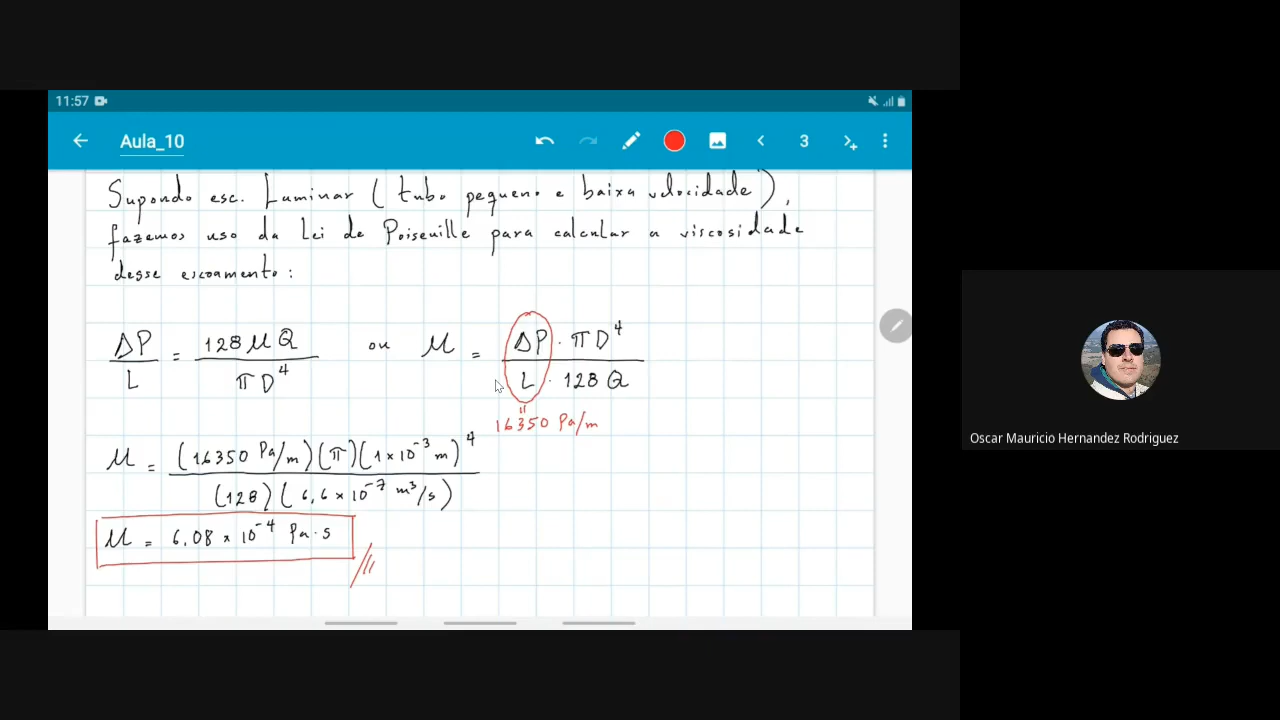 11:57
Aula_10
3
Supondo esc. Laminar (tubo pequeno e baixa velocidade),
fazemos uso da Lei de Poiseuille para calcular a viscosidade
desse escoamento:
ΔP/L = 128 μ Q / π D⁴ ou μ = ΔP · π D⁴ / L · 128 Q
"
16350 Pa/m
μ = (16350 Pa/m)(π)(1×10⁻³ m)⁴ / (128)(6,6×10⁻⁷ m³/s)
μ = 6,08 × 10⁻⁴ Pa·s
Oscar Mauricio Hernandez Rodriguez